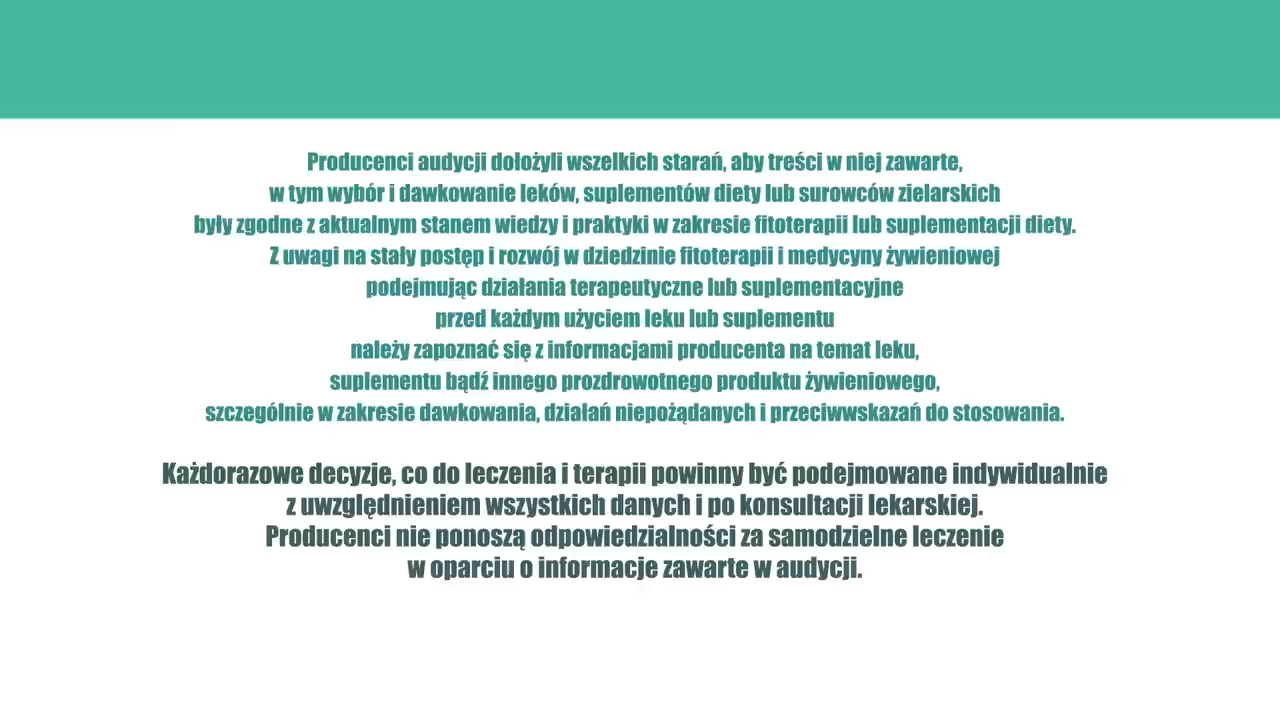 Producenci audycji dołożyli wszelkich starań, aby treści w niej zawarte,
w tym wybór i dawkowanie leków, suplementów diety lub surowców zielarskich
były zgodne z aktualnym stanem wiedzy i praktyki w zakresie fitoterapii lub suplementacji diety.
Z uwagi na stały postęp i rozwój w dziedzinie fitoterapii i medycyny żywieniowej
podejmując działania terapeutyczne lub suplementacyjne
przed każdym użyciem leku lub suplementu
należy zapoznać się z informacjami producenta na temat leku,
suplementu bądź innego prozdrowotnego produktu żywieniowego,
szczególnie w zakresie dawkowania, działań niepożądanych i przeciwwskazań do stosowania.
Każdorazowe decyzje, co do leczenia i terapii powinny być podejmowane indywidualnie
z uwzględnieniem wszystkich danych i po konsultacji lekarskiej.
Producenci nie ponoszą odpowiedzialności za samodzielne leczenie
w oparciu o informacje zawarte w audycji.